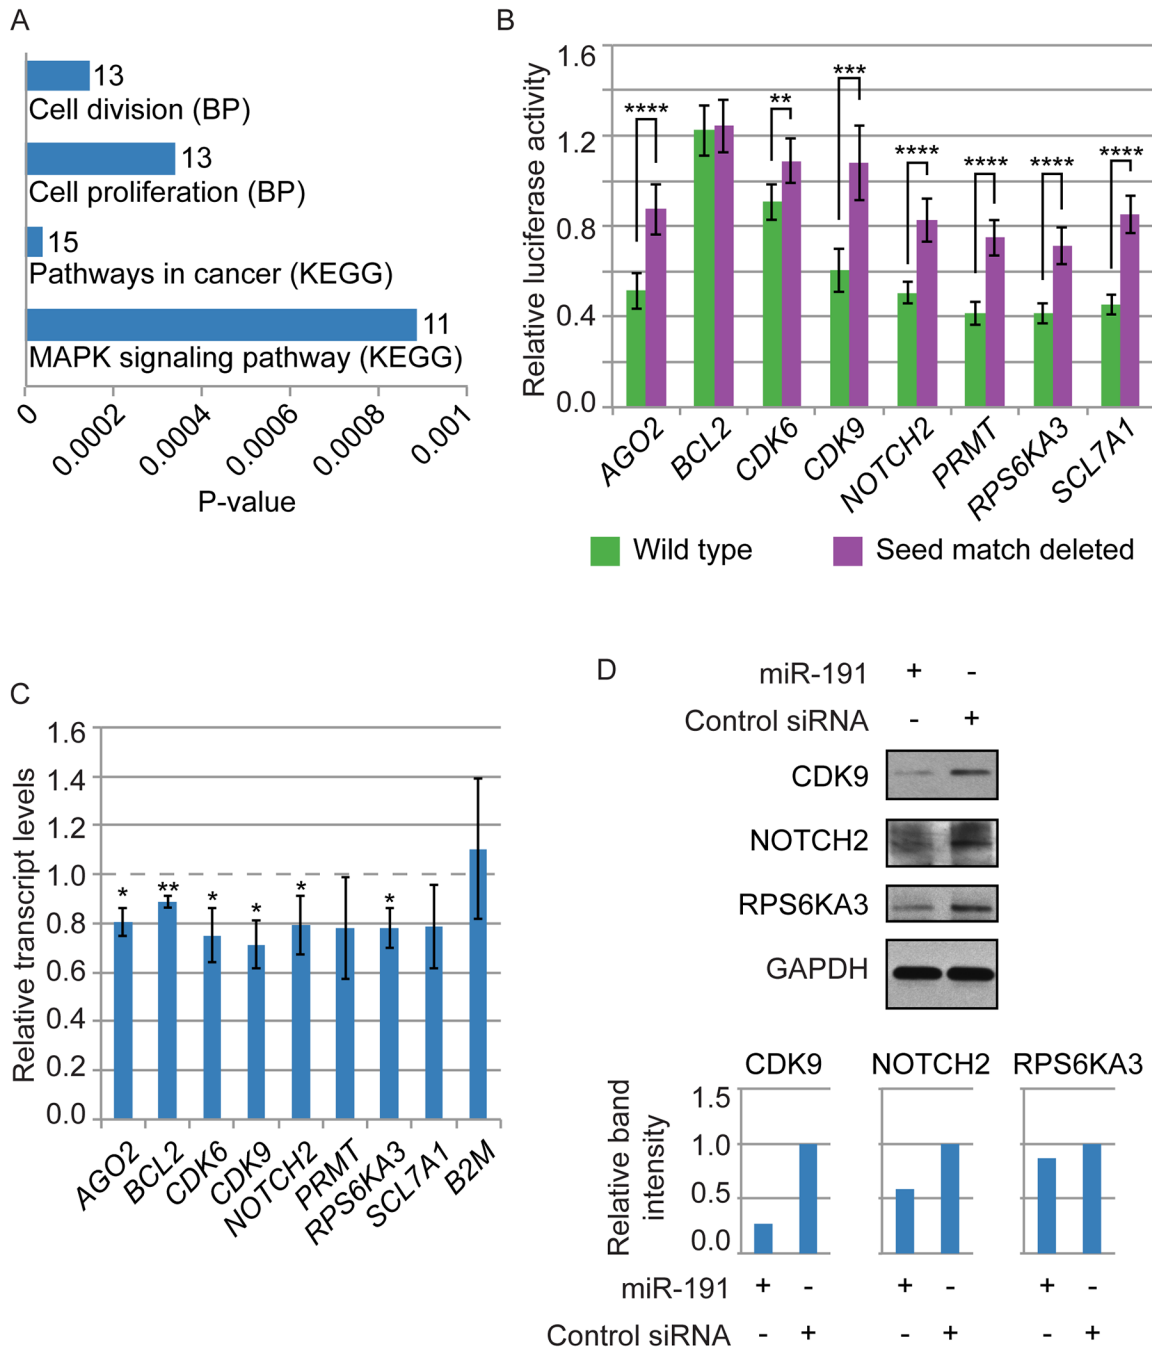 A
13
Cell division (BP)
13
Cell proliferation (BP)
15
Pathways in cancer (KEGG)
11
MAPK signaling pathway (KEGG)
0 0.0002 0.0004 0.0006 0.0008 0.001
P-value
B
Relative luciferase activity
1.6
1.2
0.8
0.4
0.0
**** ** *** **** **** **** ****
AGO2 BCL2 CDK6 CDK9 NOTCH2 PRMT RPS6KA3 SCL7A1
Wild type Seed match deleted
C
Relative transcript levels
1.6
1.4
1.2
1.0
0.8
0.6
0.4
0.2
0.0
* ** * * * *
AGO2 BCL2 CDK6 CDK9 NOTCH2 PRMT RPS6KA3 SCL7A1 B2M
D
miR-191 + -
Control siRNA - +
CDK9
NOTCH2
RPS6KA3
GAPDH
CDK9 NOTCH2 RPS6KA3
Relative band
intensity
1.5
1.0
0.5
0.0
miR-191 + - + - + -
Control siRNA - + - + - +